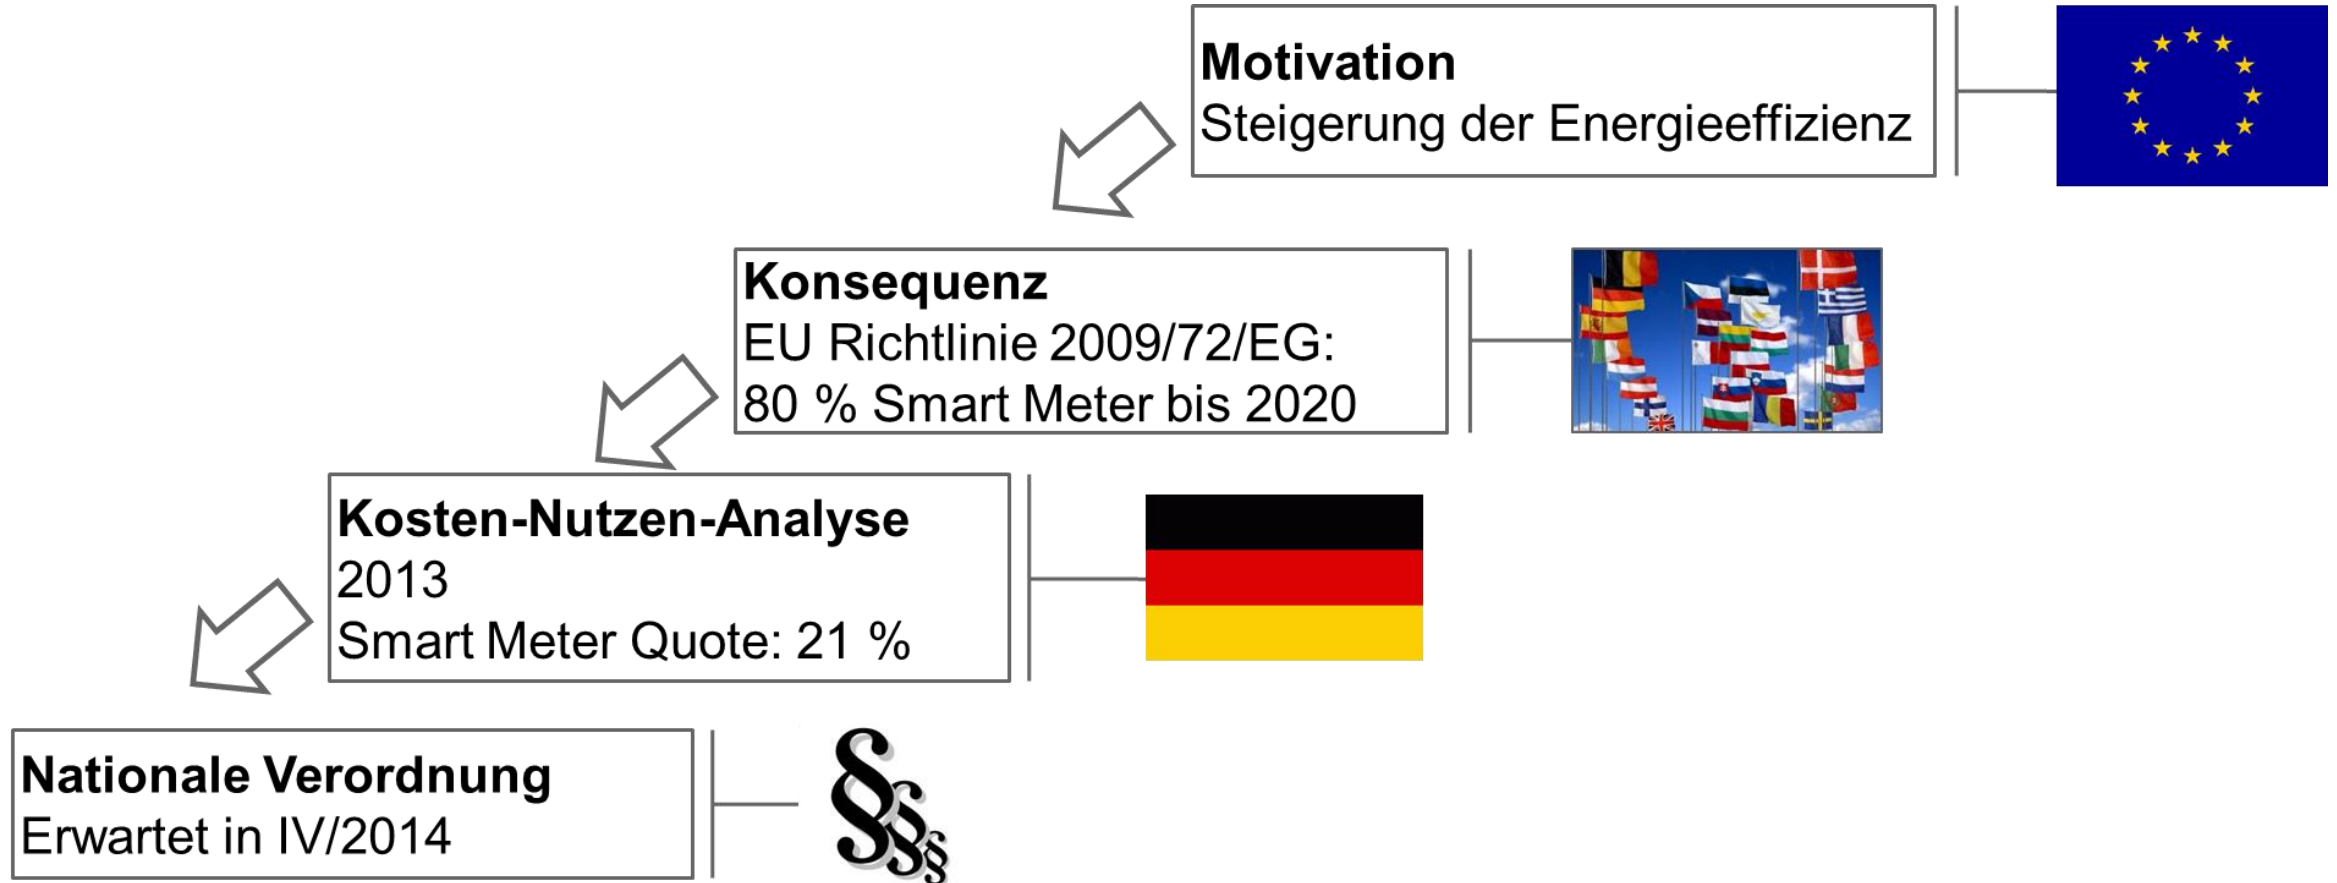 Motivation
Steigerung der Energieeffizienz
Konsequenz
EU Richtlinie 2009/72/EG:
80 % Smart Meter bis 2020
Kosten-Nutzen-Analyse
2013
Smart Meter Quote: 21 %
Nationale Verordnung
Erwartet in IV/2014
§§§